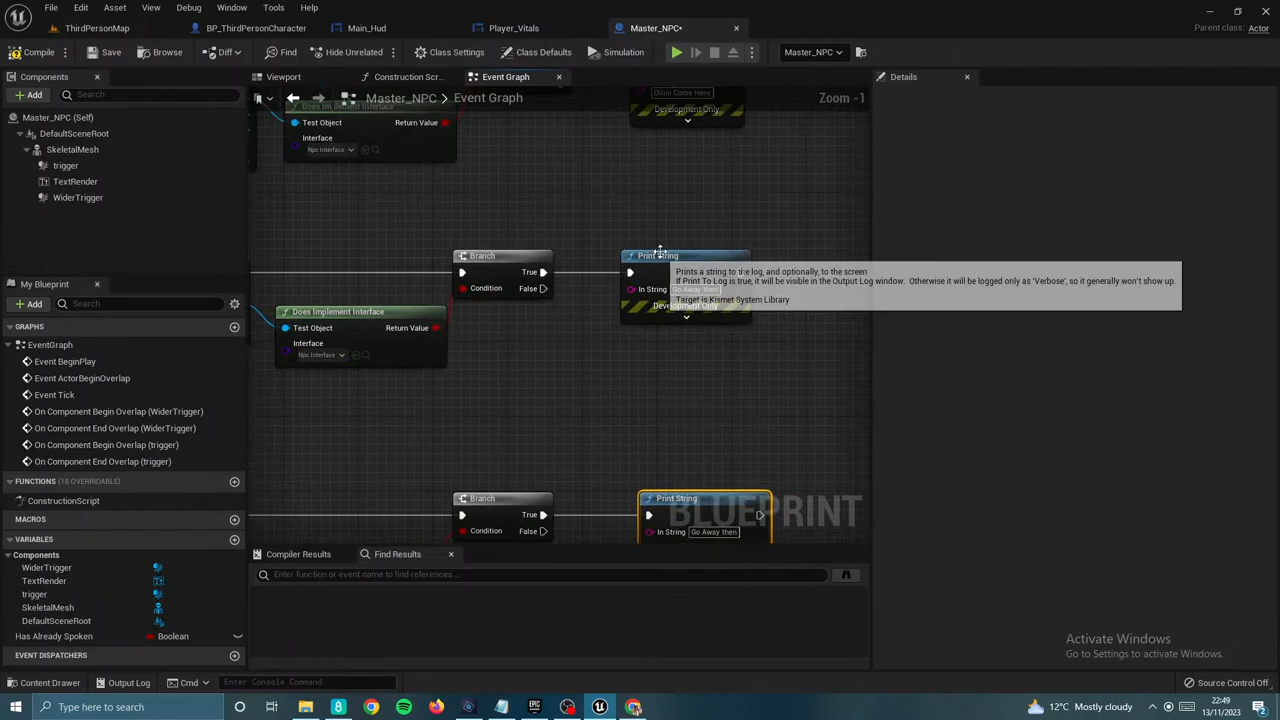 File Edit Asset View Debug Window Tools Help
ThirdPersonMap BP_ThirdPersonCharacter Main_Hud Player_Vitals Master_NPC* Parent class: Actor
Compile Save Browse Diff Find Hide Unrelated Class Settings Class Defaults Simulation Master_NPC
Components
Viewport Construction Scr... Event Graph
Details
Add Search
Master_NPC > Event Graph
Zoom -1
Master_NPC (Self)
DefaultSceneRoot
SkeletalMesh
trigger
TextRender
WiderTrigger
Does Implement Interface
Test Object Return Value
Interface
Npc Interface
Come Here
Development Only
Branch
True
Condition False
Print String
In String Go Away then
Development Only
Prints a string to the log, and optionally, to the screen
If Print To Log is true, it will be visible in the Output Log window. Otherwise it will be logged only as 'Verbose', so it generally won't show up.
Target is Kismet System Library
Does Implement Interface
Test Object Return Value
Interface
Npc Interface
Branch
True
Condition False
Print String
In String Go Away then
BLUEPRINT
My Blueprint
Add Search
GRAPHS
EventGraph
Event BeginPlay
Event ActorBeginOverlap
Event Tick
On Component Begin Overlap (WiderTrigger)
On Component End Overlap (WiderTrigger)
On Component Begin Overlap (trigger)
On Component End Overlap (trigger)
FUNCTIONS (18 OVERRIDABLE)
ConstructionScript
MACROS
VARIABLES
Components
WiderTrigger
TextRender
trigger
SkeletalMesh
DefaultSceneRoot
Has Already Spoken Boolean
EVENT DISPATCHERS
Compiler Results Find Results
Enter function or event name to find references...
Activate Windows
Go to Settings to activate Windows.
Content Drawer Output Log Cmd Enter Console Command Source Control Off
Type here to search
12°C Mostly cloudy
22:49
13/11/2023